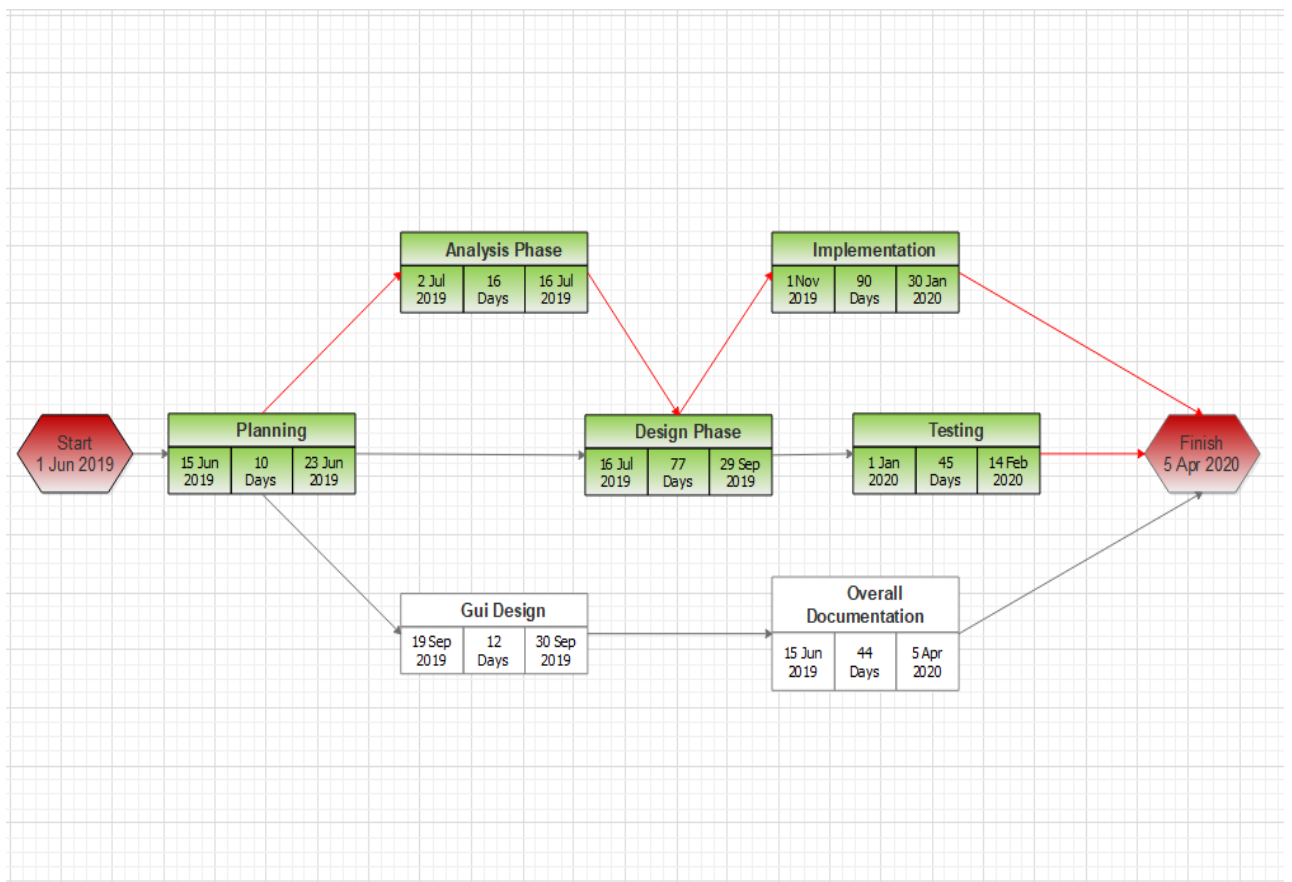 Analysis Phase
2 Jul
2019
16
Days
16 Jul
2019
Implementation
1 Nov
2019
90
Days
30 Jan
2020
Start
1 Jun 2019
Planning
15 Jun
2019
10
Days
23 Jun
2019
Design Phase
16 Jul
2019
77
Days
29 Sep
2019
Testing
1 Jan
2020
45
Days
14 Feb
2020
Finish
5 Apr 2020
Gui Design
19 Sep
2019
12
Days
30 Sep
2019
Overall
Documentation
15 Jun
2019
44
Days
5 Apr
2020